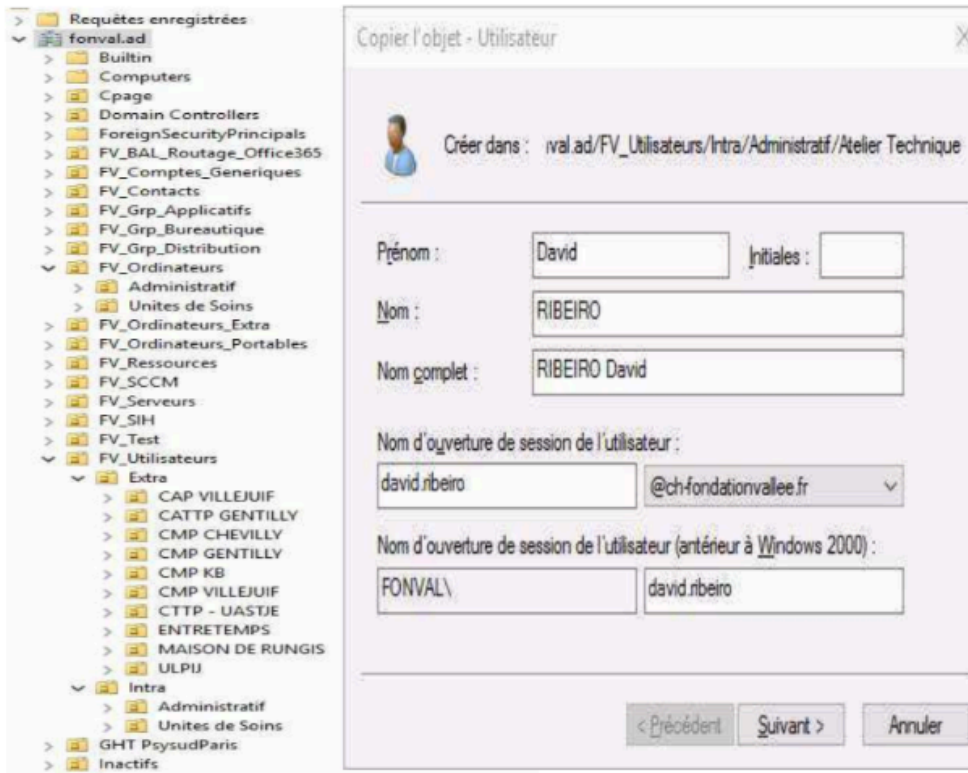 Requêtes enregistrées
fonval.ad
Builtin
Computers
Cpage
Domain Controllers
ForeignSecurityPrincipals
FV_BAL_Routage_Office365
FV_Comptes_Generiques
FV_Contacts
FV_Grp_Applicatifs
FV_Grp_Bureautique
FV_Grp_Distribution
FV_Ordinateurs
Administratif
Unites de Soins
FV_Ordinateurs_Extra
FV_Ordinateurs_Portables
FV_Ressources
FV_SCCM
FV_Serveurs
FV_SIH
FV_Test
FV_Utilisateurs
Extra
CAP VILLEJUIF
CATTP GENTILLY
CMP CHEVILLY
CMP GENTILLY
CMP KB
CMP VILLEJUIF
CTTP - UASTJE
ENTRETEMPS
MAISON DE RUNGIS
ULPIJ
Intra
Administratif
Unites de Soins
GHT PsysudParis
Inactifs
Copier l'objet - Utilisateur
Créer dans : val.ad/FV_Utilisateurs/Intra/Administratif/Atelier Technique
Prénom : David Initiales :
Nom : RIBEIRO
Nom complet : RIBEIRO David
Nom d'ouverture de session de l'utilisateur :
david.ribeiro @ch-fondationvallee.fr
Nom d'ouverture de session de l'utilisateur (antérieur à Windows 2000) :
FONVAL\ david.ribeiro
< Précédent Suivant > Annuler